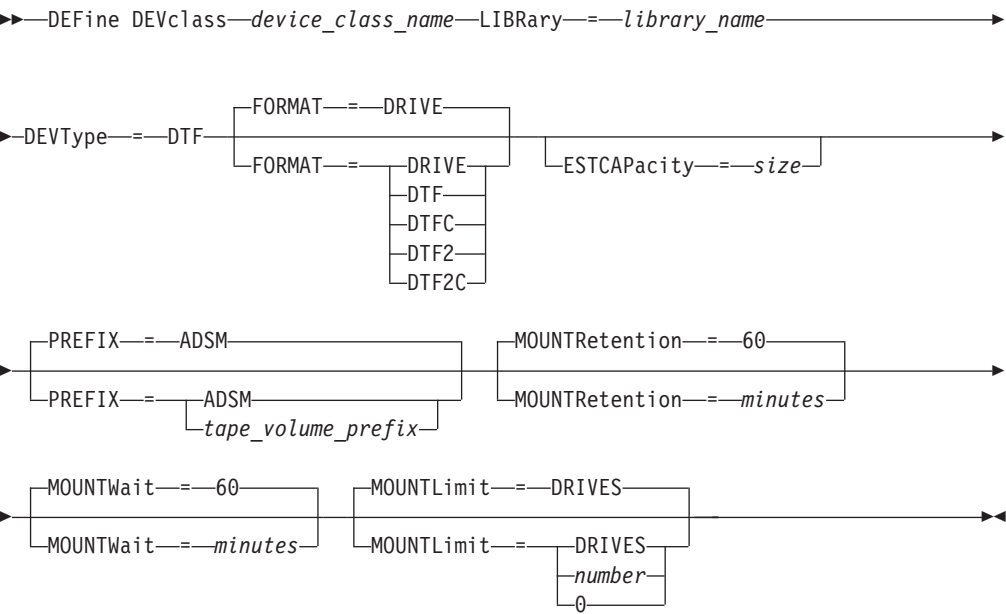 DEFine DEVclass device_class_name LIBRary = library_name
FORMAT = DRIVE
DEVType = DTF
FORMAT = DRIVE
ESTCAPacity = size
DTF
DTFC
DTF2
DTF2C
PREFIX = ADSM
MOUNTRetention = 60
PREFIX = ADSM
MOUNTRetention = minutes
tape_volume_prefix
MOUNTWait = 60
MOUNTLimit = DRIVES
MOUNTWait = minutes
MOUNTLimit = DRIVES
number
0